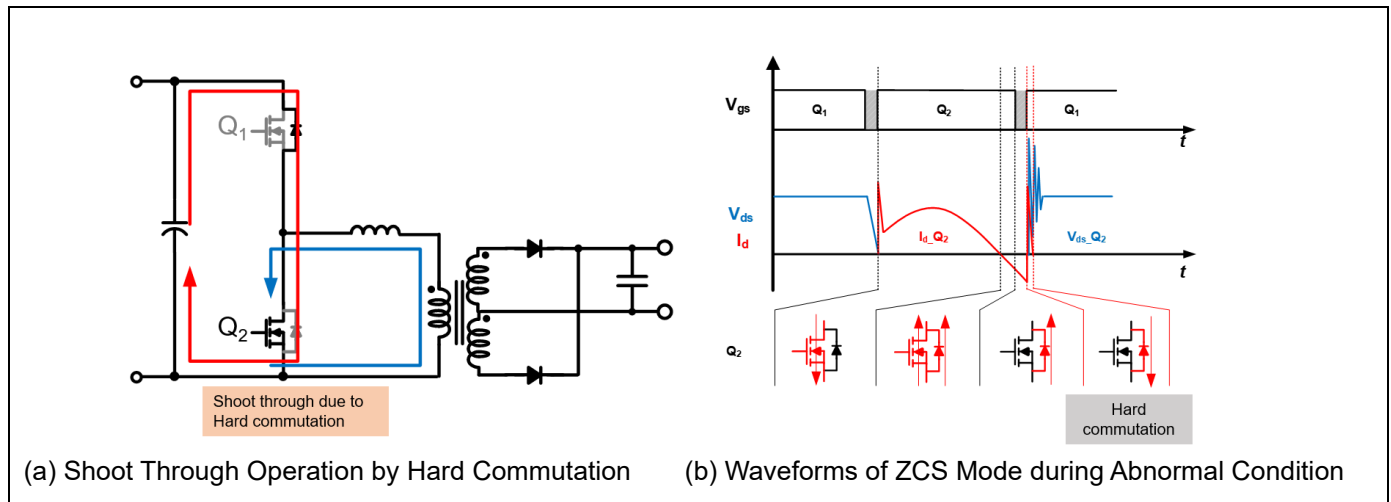 Q1
Q2
Shoot through due to
Hard commutation
(a) Shoot Through Operation by Hard Commutation
Vgs
Q1
Q2
Q1
t
Vds
Id
Id_Q2
Vds_Q2
t
Q2
Hard
commutation
(b) Waveforms of ZCS Mode during Abnormal Condition